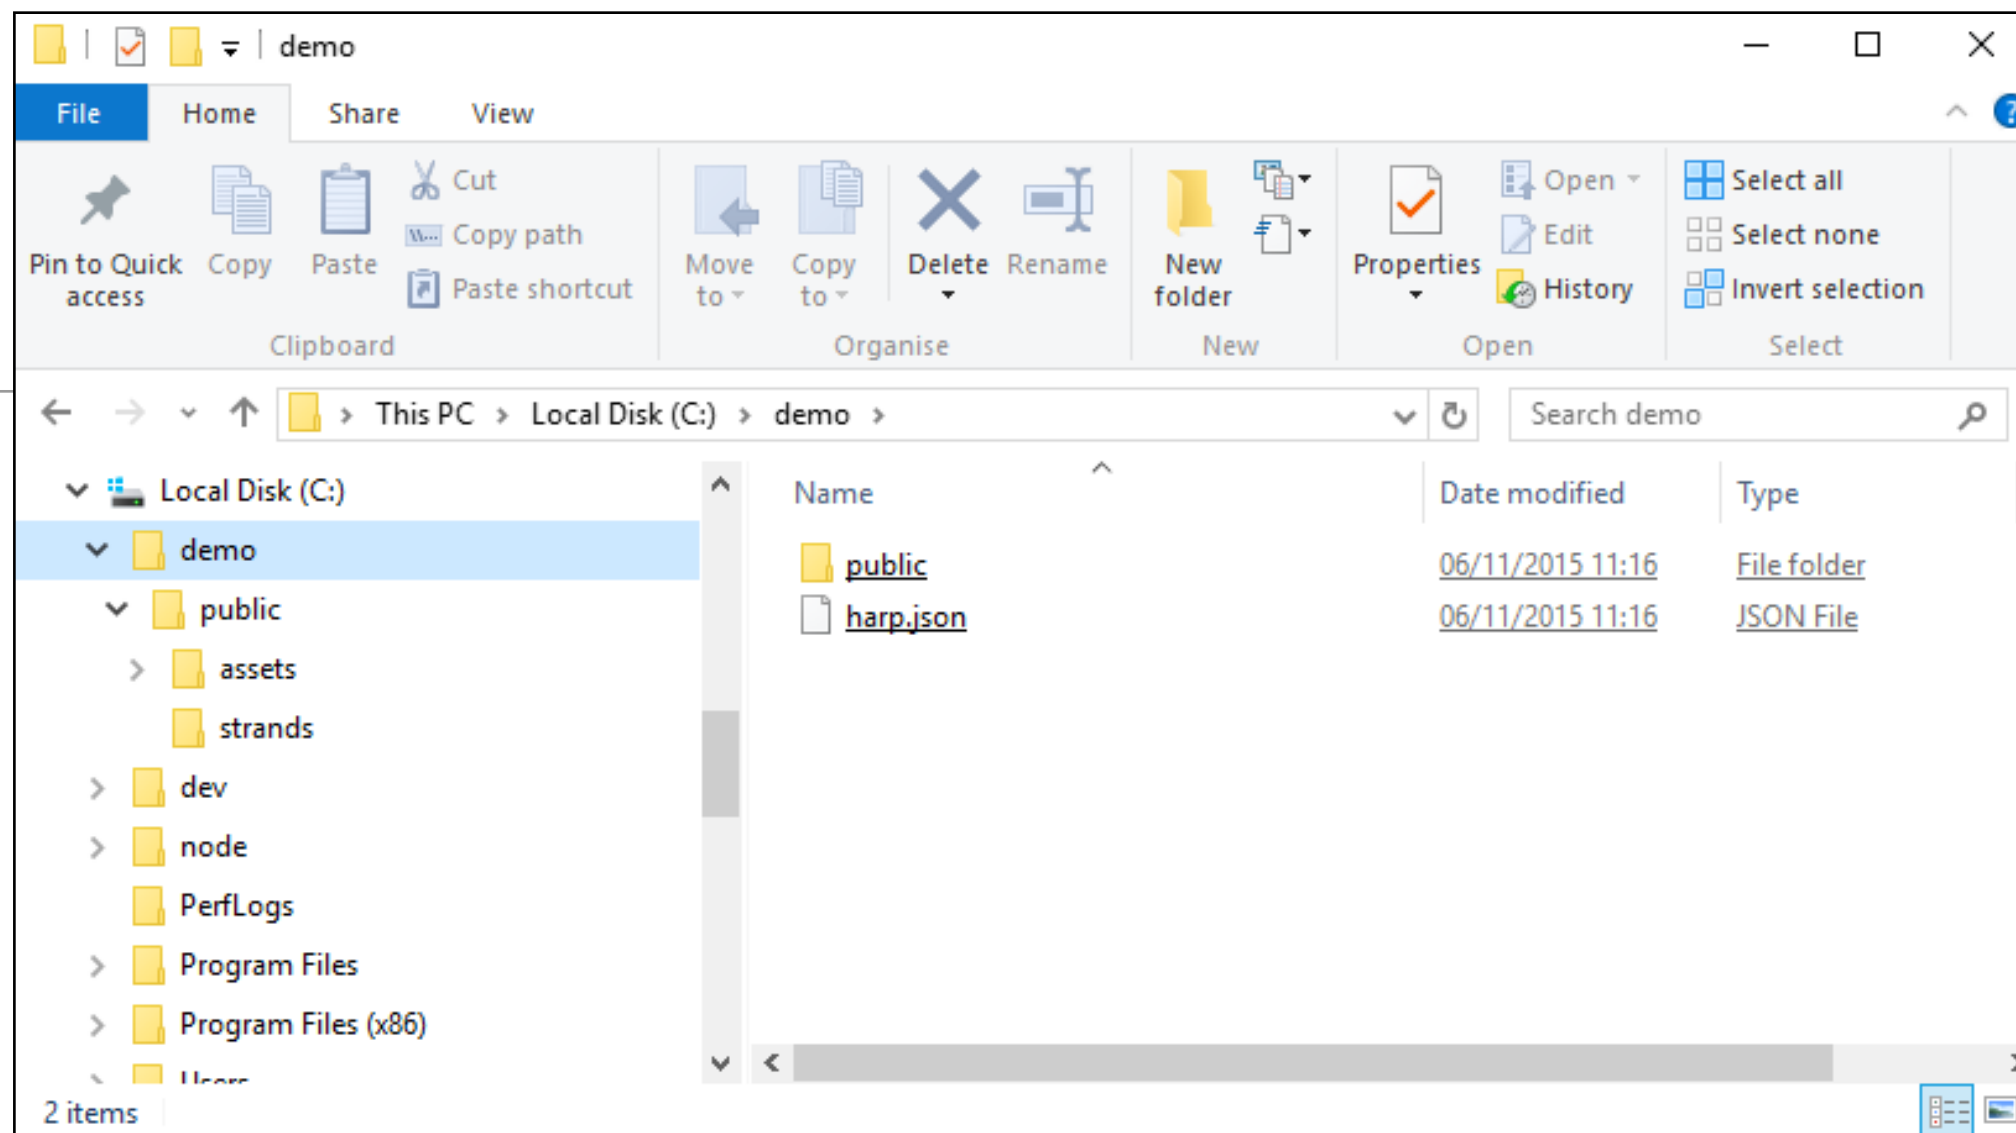 demo
File Home Share View
Pin to Quick access
Copy
Paste
Cut
Copy path
Paste shortcut
Clipboard
Move to
Copy to
Delete
Rename
Organise
New folder
New
Properties
Open
Edit
History
Open
Select all
Select none
Invert selection
Select
This PC Local Disk (C:) demo
Search demo
Local Disk (C:)
demo
public
assets
strands
dev
node
PerfLogs
Program Files
Program Files (x86)
Users
Name Date modified Type
public 06/11/2015 11:16 File folder
harp.json 06/11/2015 11:16 JSON File
2 items